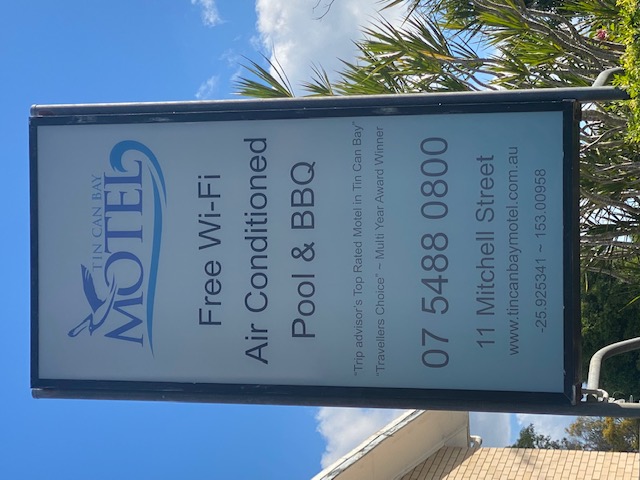 TIN CAN BAY
MOTEL
Free Wi-Fi
Air Conditioned
Pool & BBQ
"Trip advisor's Top Rated Motel in Tin Can Bay"
"Travellers Choice" ~ Multi Year Award Winner
07 5488 0800
11 Mitchell Street
www.tincanbaymotel.com.au
-25.925341 ~ 153.00958